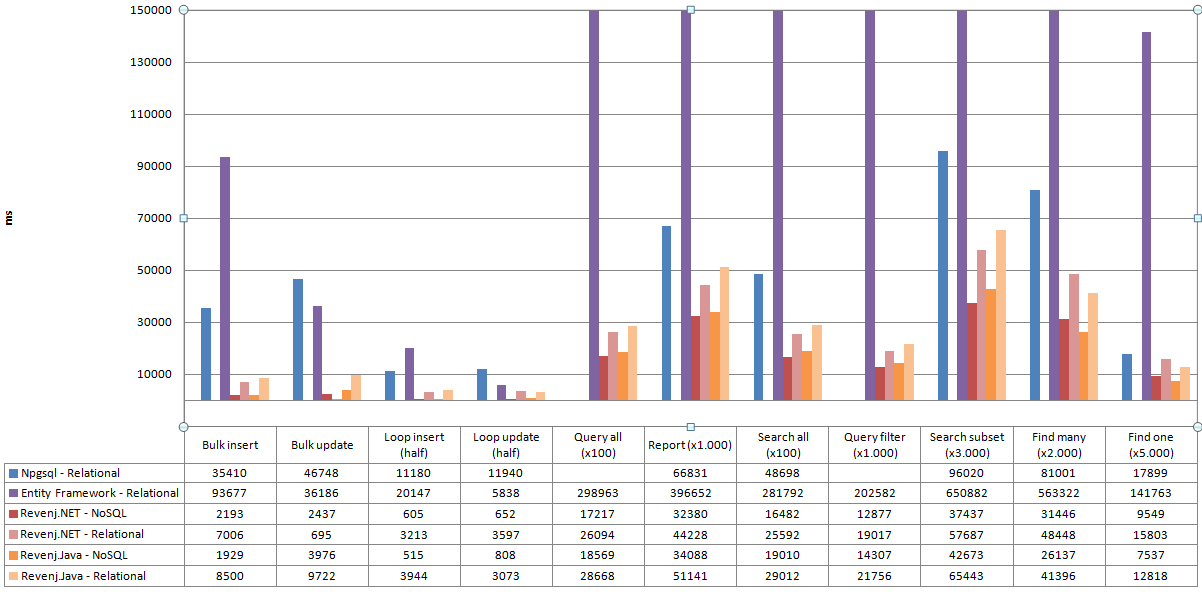 150000
130000
110000
90000
70000
50000
30000
10000
ms
Bulk insert Bulk update Loop insert (half) Loop update (half) Query all (x100) Report (x1.000) Search all (x100) Query filter (x1.000) Search subset (x3.000) Find many (x2.000) Find one (x5.000)
Npgsql - Relational 35410 46748 11180 11940 66831 48698 96020 81001 17899
Entity Framework - Relational 93677 36186 20147 5838 298963 396652 281792 202582 650882 563322 141763
Revenj.NET - NoSQL 2193 2437 605 652 17217 32380 16482 12877 37437 31446 9549
Revenj.NET - Relational 7006 695 3213 3597 26094 44228 25592 19017 57687 48448 15803
Revenj.Java - NoSQL 1929 3976 515 808 18569 34088 19010 14307 42673 26137 7537
Revenj.Java - Relational 8500 9722 3944 3073 28668 51141 29012 21756 65443 41396 12818